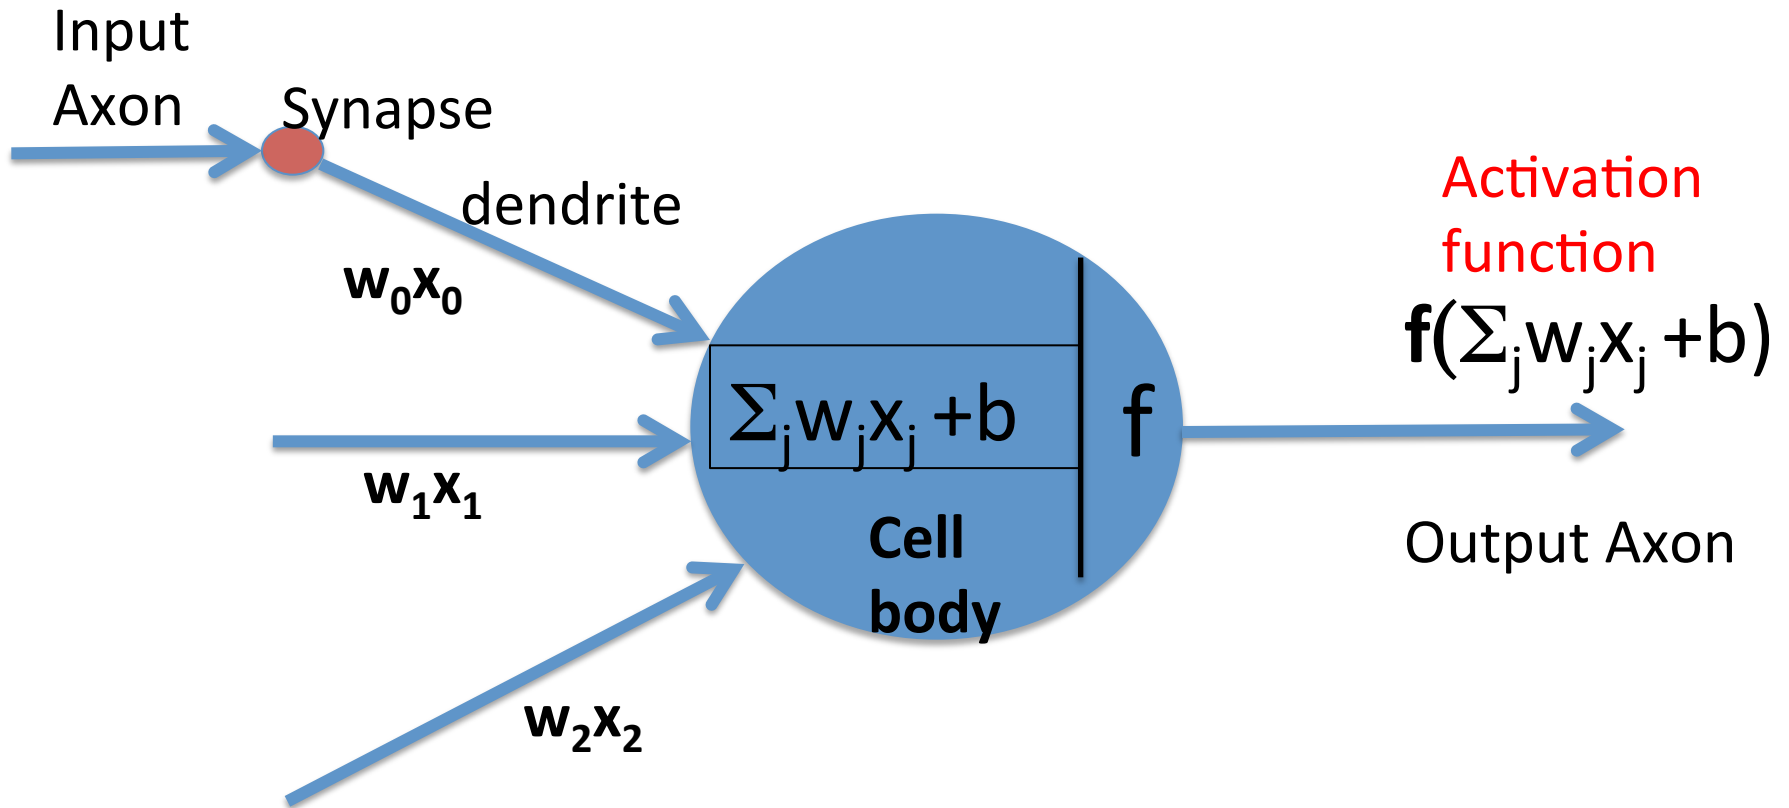 Input
Axon
Synapse
dendrite
w₀x₀
w₁x₁
w₂x₂
Σⱼwⱼxⱼ +b
f
Cell
body
Activation
function
f(Σⱼwⱼxⱼ +b)
Output Axon